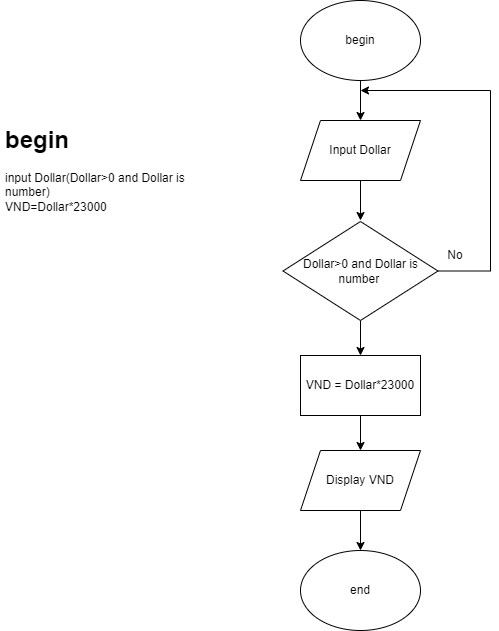 begin
input Dollar(Dollar>0 and Dollar is
number)
VND=Dollar*23000
begin
Input Dollar
Dollar>0 and Dollar is
number
No
VND = Dollar*23000
Display VND
end